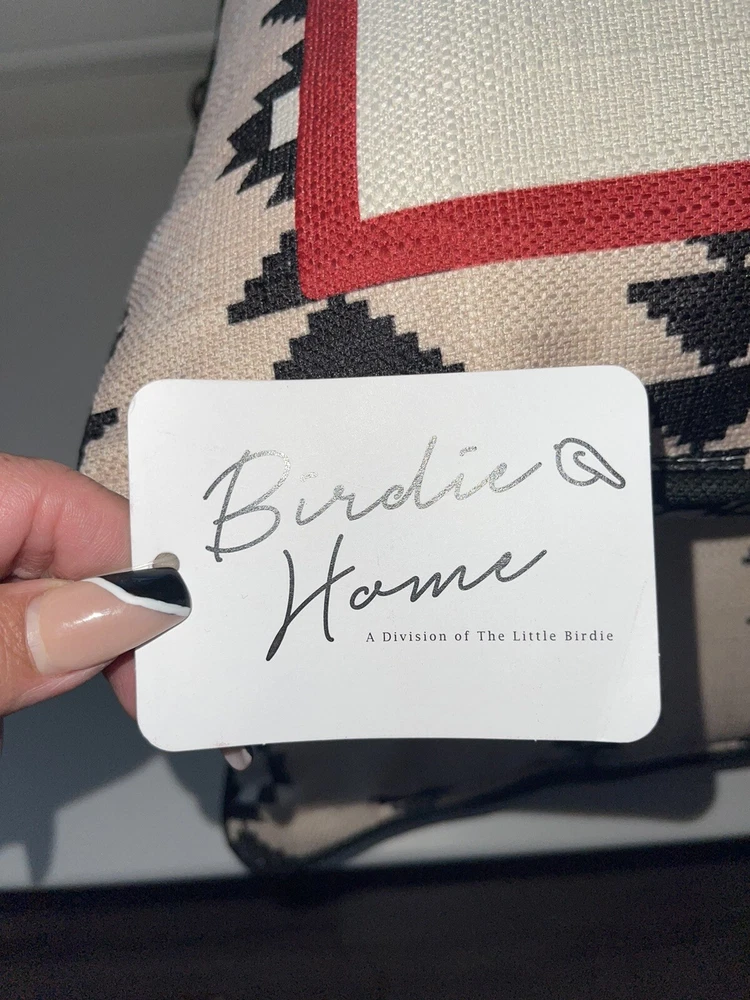 Birdie
Home
A Division of The Little Birdie